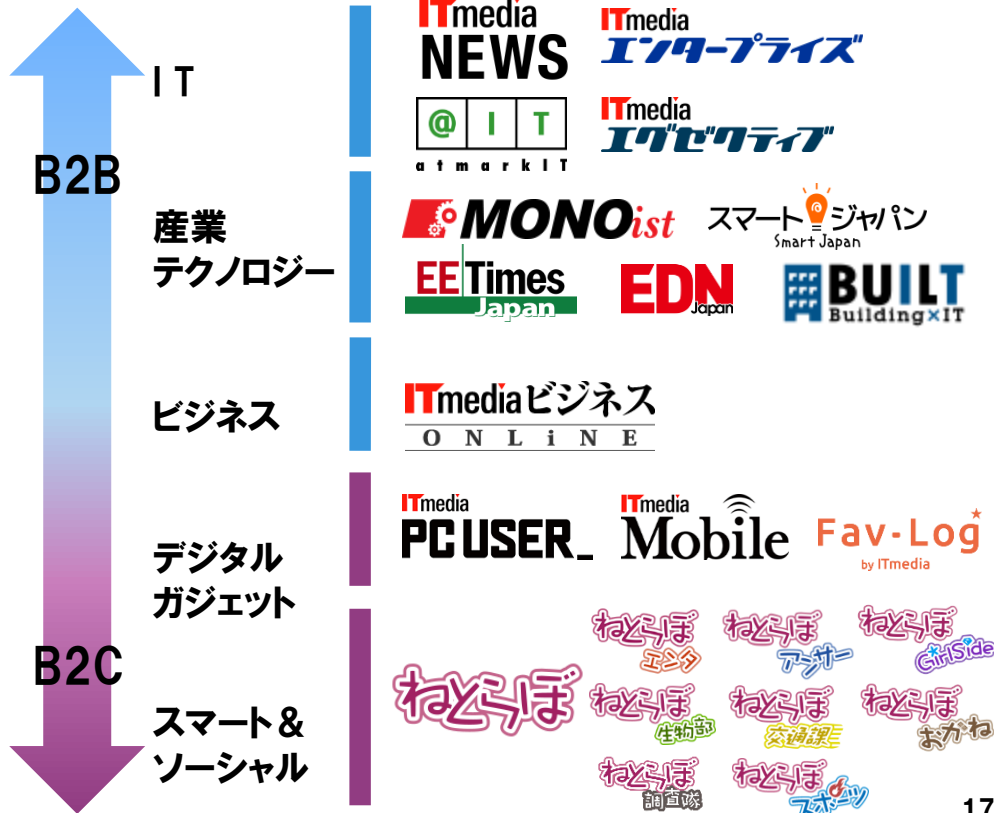 IT
B2B
産業
テクノロジー
ビジネス
デジタル
ガジェット
B2C
スマート&
ソーシャル
ITmedia
NEWS
ITmedia
エンタープライズ
@IT
atmarkIT
ITmedia
エグゼクティブ
MONOist
スマートジャパン
Smart Japan
EE Times
Japan
EDN
Japan
BUILT
Building×IT
ITmediaビジネス
ONLiNE
ITmedia
PC USER_
ITmedia
Mobile
Fav-Log
by ITmedia
ねとらぼ
ねとらぼ
エンタ
ねとらぼ
アンサー
ねとらぼ
GirlSide
ねとらぼ
生物部
ねとらぼ
交通課
ねとらぼ
おかね
ねとらぼ
調査隊
ねとらぼ
スポーツ
17